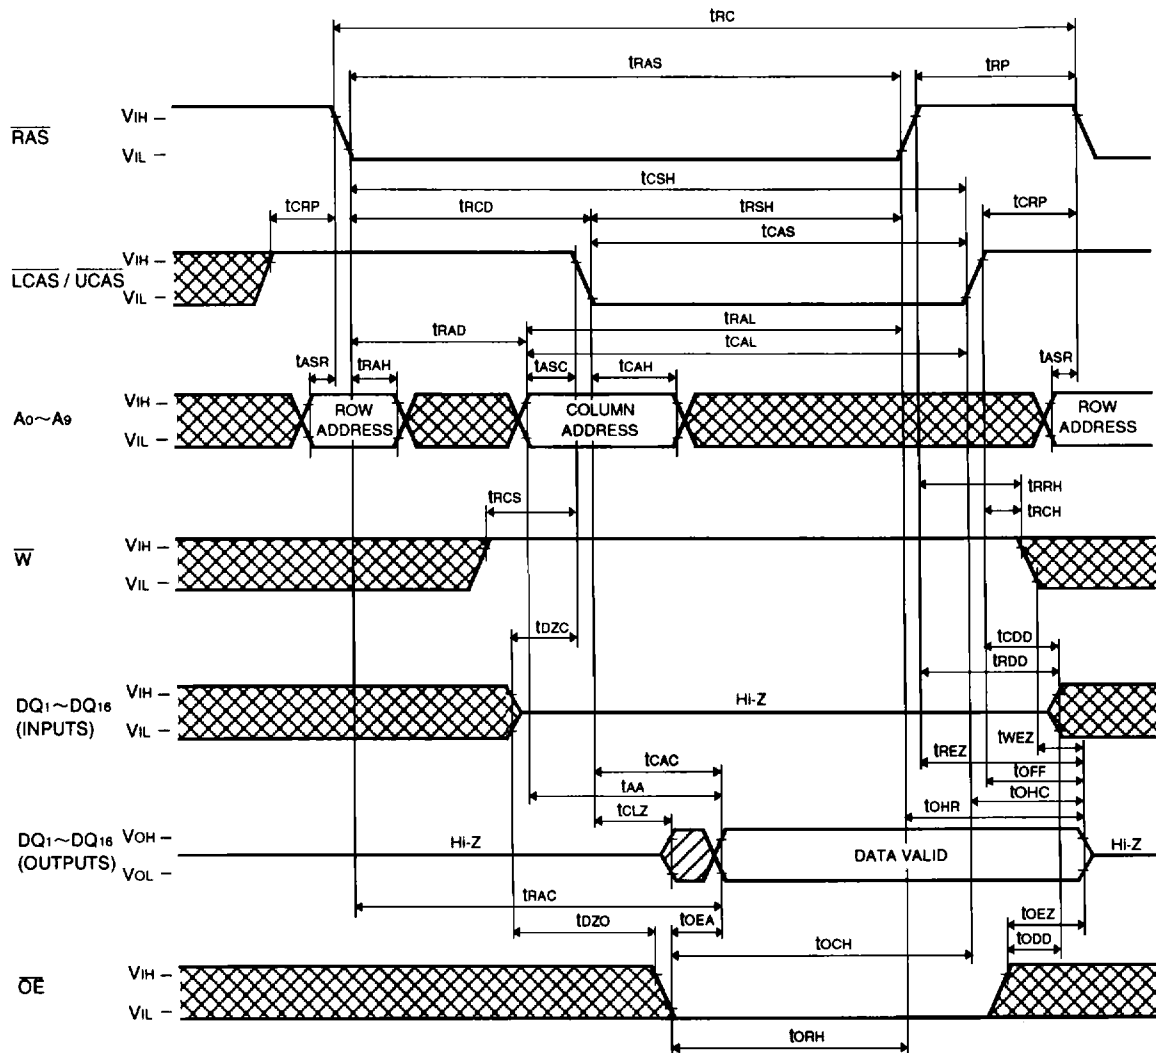 tRC
tRAS tRP
RAS VIH
VIL
tCSH
tCRP tRCD tRSH tCRP
tCAS
LCAS / UCAS VIH
VIL
tRAD tRAL
tCAL
tASR tRAH tASC tCAH tASR
A0~A9 VIH
VIL
ROW ADDRESS
COLUMN ADDRESS
ROW ADDRESS
tRRH
tRCS tRCH
W VIH
VIL
tDZC tCDD
tRDD
DQ1~DQ16 (INPUTS) VIH
VIL
Hi-Z
tWEZ
tCAC tREZ
tOFF
tAA tOHC
tCLZ tOHR
DQ1~DQ16 (OUTPUTS) VOH
VOL
Hi-Z DATA VALID Hi-Z
tRAC
tDZO tOEA tOEZ
tOCH tODD
OE VIH
VIL
tORH